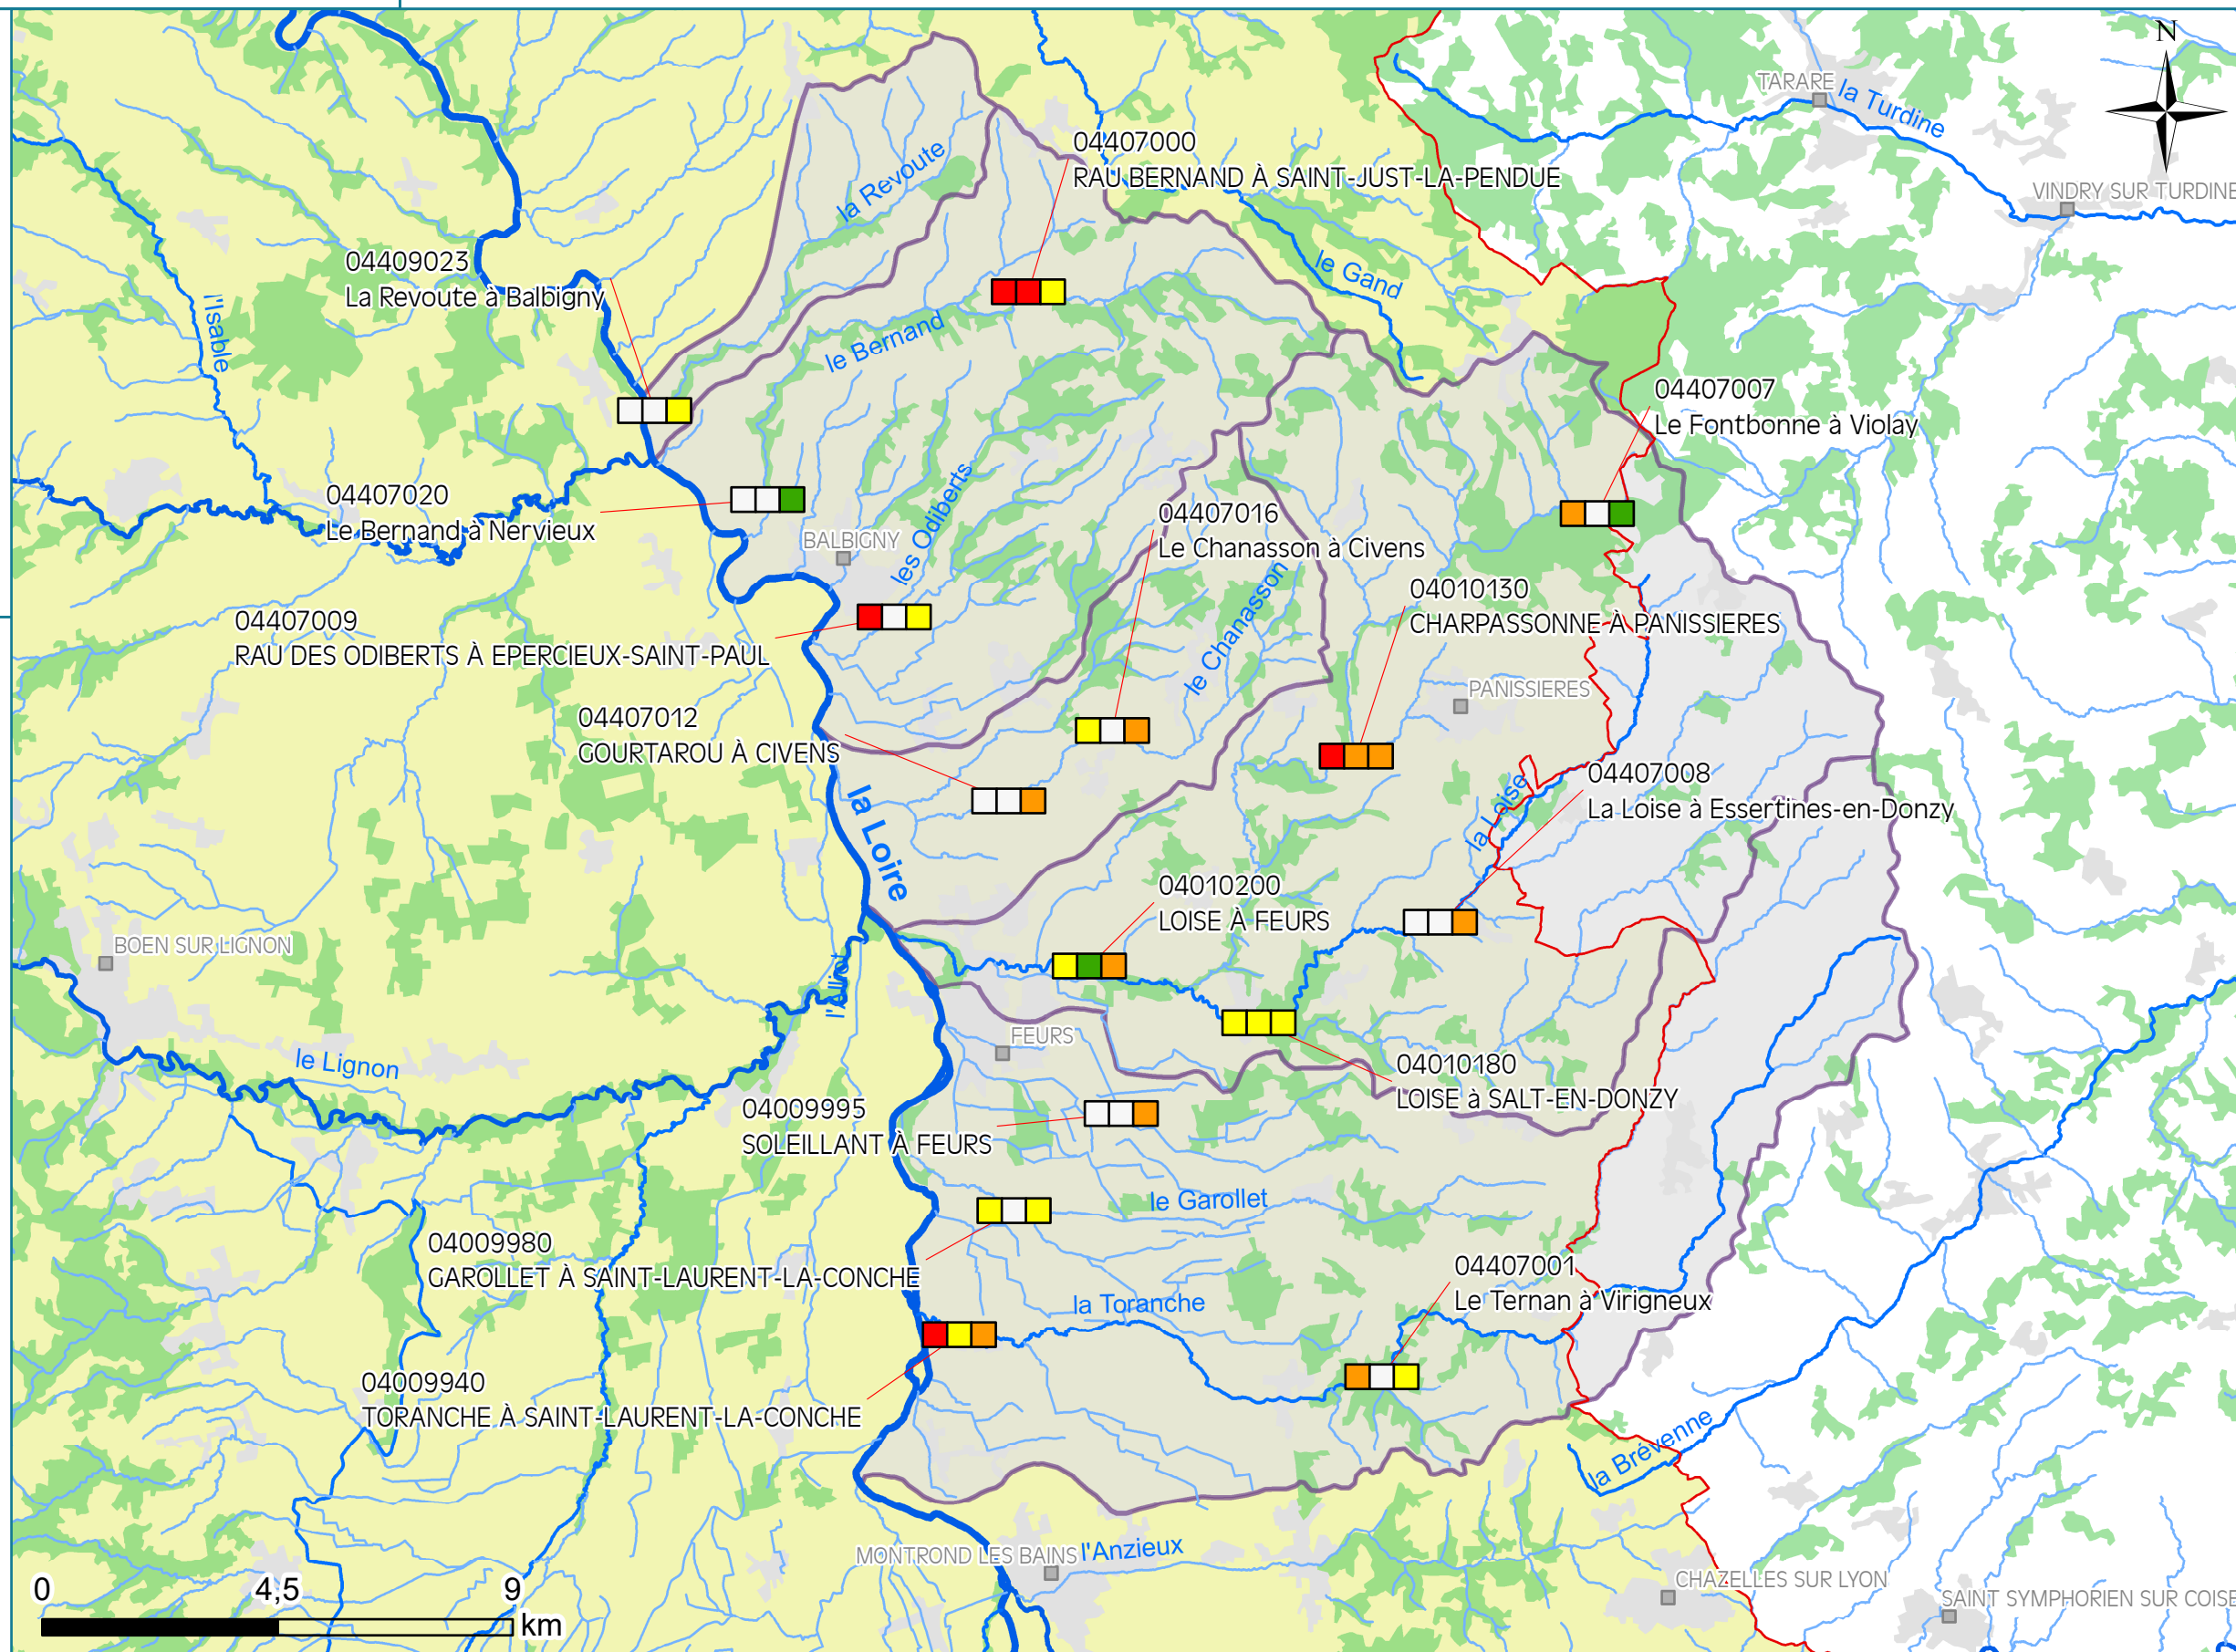 N
TARARE
la Turdine
VINDRY SUR TURDINE
04407000
RAU BERNAND À SAINT-JUST-LA-PENDUE
la Revoute
le Gand
04409023
La Revoute à Balbigny
l'Isable
le Bernand
04407007
Le Fontbonne à Violay
04407020
Le Bernand à Nervieux
BALBIGNY
les Odiberts
04407016
Le Chanasson à Civens
le Chanasson
04010130
CHARPASSONNE À PANISSIERES
04407009
RAU DES ODIBERTS À EPERCIEUX-SAINT-PAUL
PANISSIERES
04407012
GOURTAROU À CIVENS
la Loire
04407008
La Loise à Essertines-en-Donzy
la Loise
04010200
LOISE À FEURS
BOEN SUR LIGNON
l'Alliot
FEURS
le Lignon
04010180
LOISE à SALT-EN-DONZY
04009995
SOLEILLANT À FEURS
le Garollet
04009980
GAROLLET À SAINT-LAURENT-LA-CONCHE
04407001
Le Ternan à Virigneux
la Toranche
04009940
TORANCHE À SAINT-LAURENT-LA-CONCHE
la Brévenne
MONTROND LES BAINS
l'Anzieux
CHAZELLES SUR LYON
SAINT SYMPHORIEN SUR COISE
0 4,5 9
km